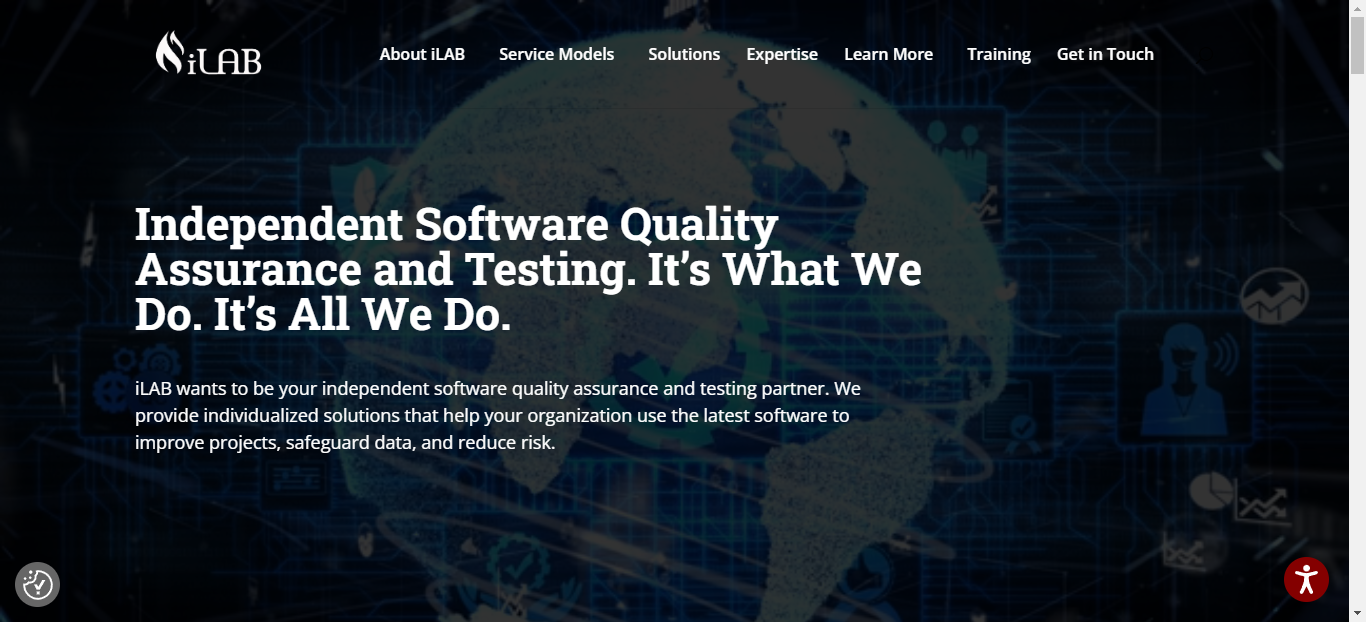 iLAB
About iLAB Service Models Solutions Expertise Learn More Training Get in Touch
Independent Software Quality
Assurance and Testing. It’s What We
Do. It’s All We Do.
iLAB wants to be your independent software quality assurance and testing partner. We
provide individualized solutions that help your organization use the latest software to
improve projects, safeguard data, and reduce risk.